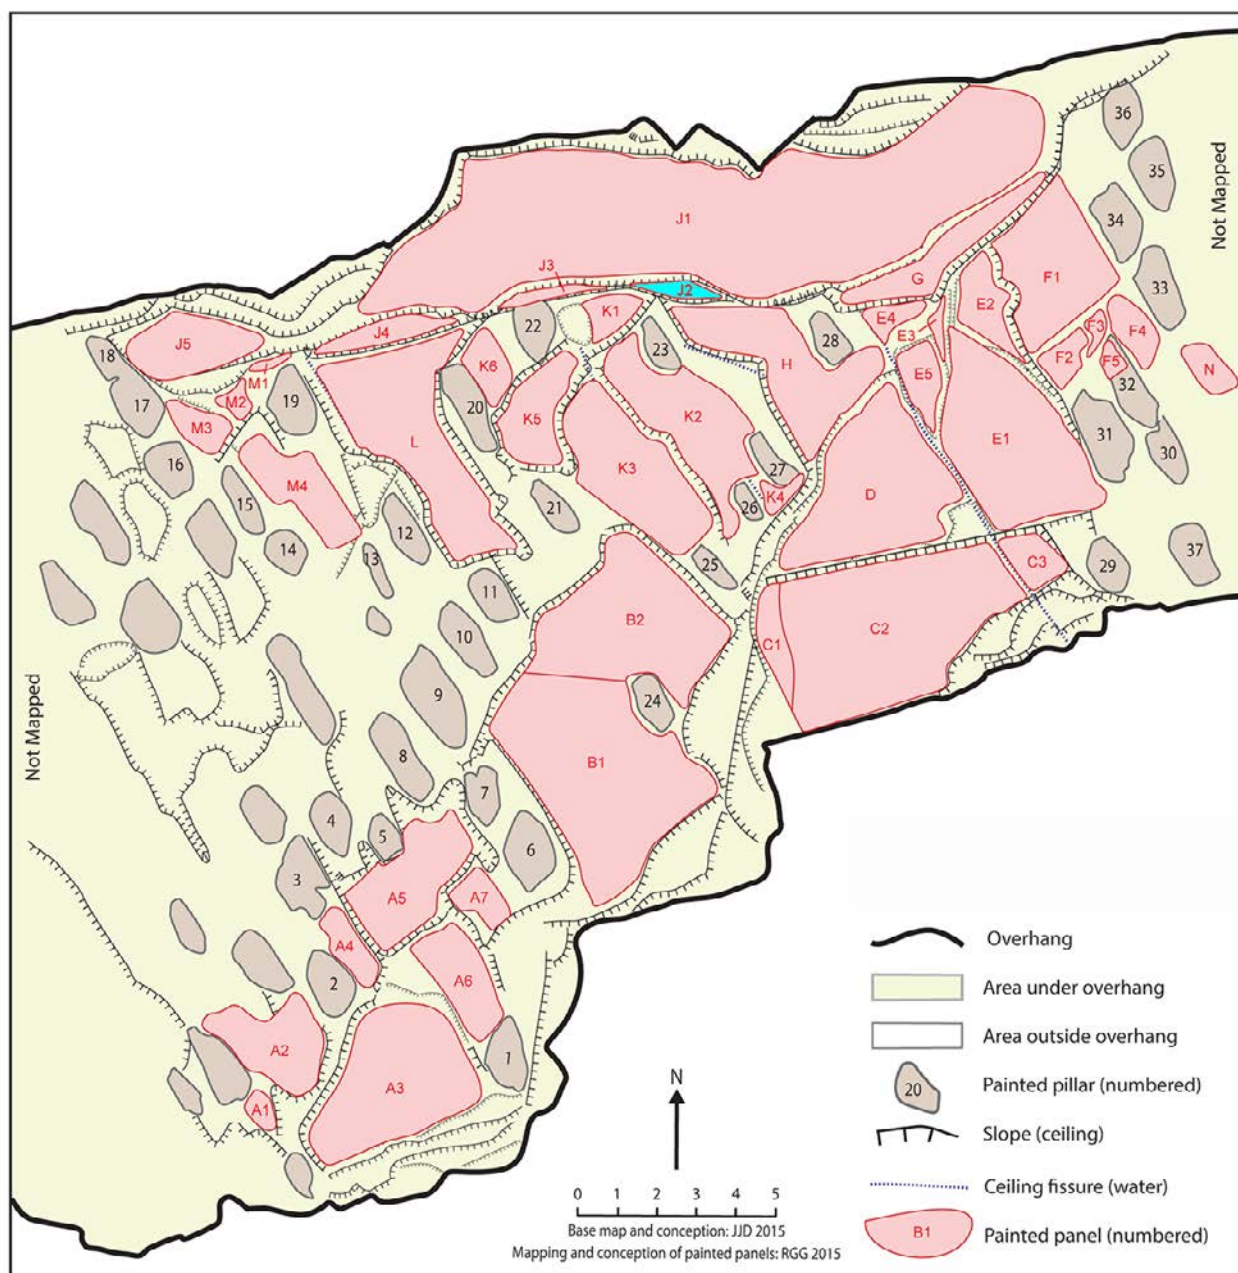 36
35
34
33
Not Mapped
J1
J3
J2
G
F1
E2
E4
E3
F3
F4
F2
F5
N
32
J5
J4
18
M1
17
M2
19
M3
22
K1
K6
23
28
H
20
K5
K2
L
E5
E1
31
30
16
M4
15
14
12
13
21
K3
27
26
K4
D
25
11
10
9
8
B2
C1
C2
C3
29
37
24
B1
Not Mapped
7
6
5
4
3
A5
A7
A4
2
A6
1
A2
A3
A1
N
0 1 2 3 4 5
Base map and conception: JJD 2015
Mapping and conception of painted panels: RGG 2015
Overhang
Area under overhang
Area outside overhang
20 Painted pillar (numbered)
Slope (ceiling)
Ceiling fissure (water)
B1 Painted panel (numbered)